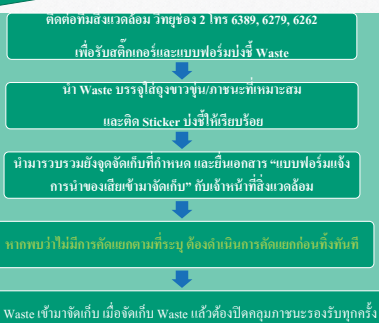 ติดต่อทีมสิ่งแวดล้อม วิทยุช่อง 2 โทร 6389, 6279, 6262
เพื่อรับสติ๊กเกอร์และแบบฟอร์มบ่งชี้ Waste
นำ Waste บรรจุใส่ถุงขาวขุ่น/ภาชนะที่เหมาะสม
และติด Sticker บ่งชี้ให้เรียบร้อย
นำมารวบรวมยังจุดจัดเก็บที่กำหนด และยื่นเอกสาร “แบบฟอร์มแจ้ง
การนำของเสียเข้ามาจัดเก็บ” กับเจ้าหน้าที่สิ่งแวดล้อม
หากพบว่าไม่มีการคัดแยกตามที่ระบุ ต้องดำเนินการคัดแยกก่อนทิ้งทันที
Waste เข้ามาจัดเก็บ เมื่อจัดเก็บ Waste แล้วต้องปิดคลุมภาชนะรองรับทุกครั้ง